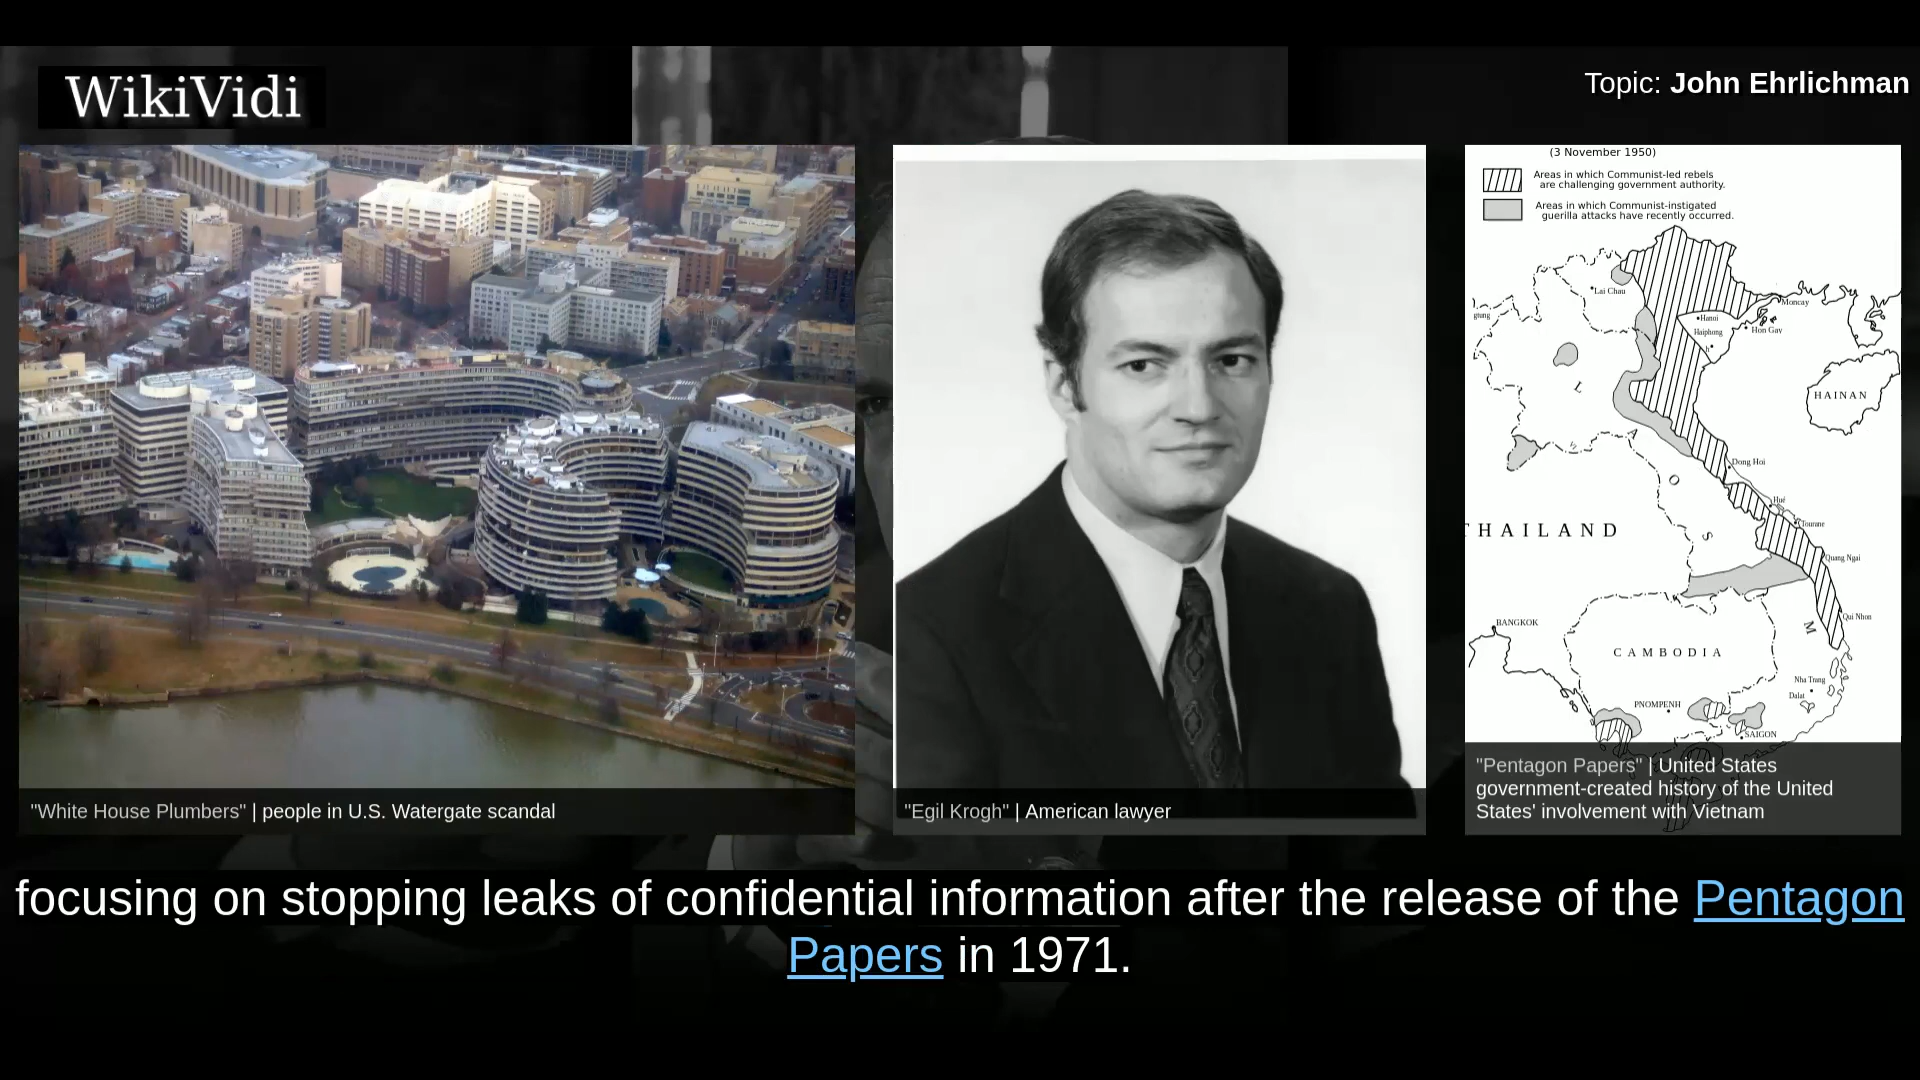 WikiVidi
Topic: John Ehrlichman
"White House Plumbers" | people in U.S. Watergate scandal
"Egil Krogh" | American lawyer
(3 November 1950)
Areas in which Communist-led rebels
are challenging government authority.
Areas in which Communist-instigated
guerilla attacks have recently occurred.
Lai Chau
Moncay
Hanoi
Haiphong
Hon Gay
L
HAINAN
Dong Hoi
O
Hué
Tourane
THAILAND
S
Quang Ngai
Qui Nhon
BANGKOK
M
CAMBODIA
Nha Trang
Dalat
PNOMPENH
SAIGON
"Pentagon Papers" | United States
government-created history of the United
States' involvement with Vietnam
focusing on stopping leaks of confidential information after the release of the Pentagon
Papers in 1971.